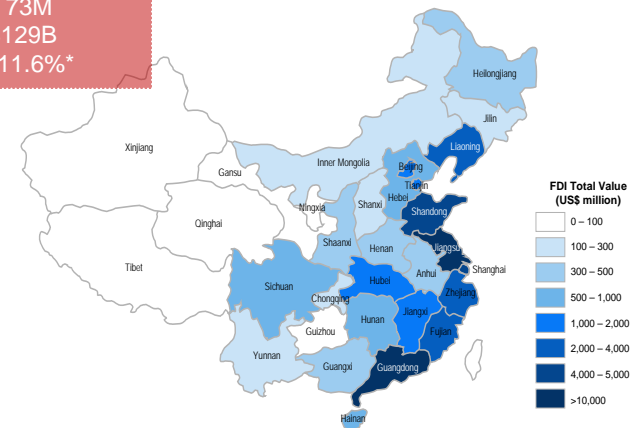 73M
129B
11.6%*
Heilongjiang
Jilin
Liaoning
Inner Mongolia
Xinjiang
Gansu
Beijing
Tianjin
Hebei
Shanxi
Ningxia
Shandong
Qinghai
Shaanxi
Henan
Jiangsu
Tibet
Anhui
Shanghai
Sichuan
Hubei
Zhejiang
Chongqing
Hunan
Jiangxi
Guizhou
Fujian
Yunnan
Guangxi
Guangdong
Hainan
FDI Total Value
(US$ million)
0 – 100
100 – 300
300 – 500
500 – 1,000
1,000 – 2,000
2,000 – 4,000
4,000 – 5,000
>10,000